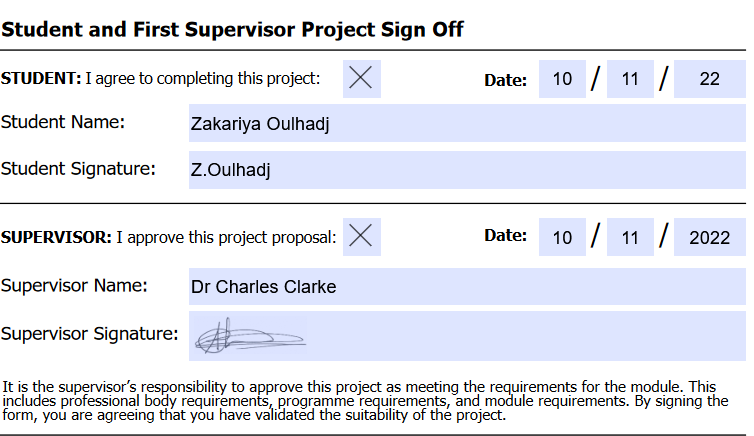 Student and First Supervisor Project Sign Off
STUDENT: I agree to completing this project: X Date: 10 / 11 / 22
Student Name: Zakariya Oulhadj
Student Signature: Z.Oulhadj
SUPERVISOR: I approve this project proposal: X Date: 10 / 11 / 2022
Supervisor Name: Dr Charles Clarke
Supervisor Signature:
It is the supervisor's responsibility to approve this project as meeting the requirements for the module. This
includes professional body requirements, programme requirements, and module requirements. By signing the
form, you are agreeing that you have validated the suitability of the project.